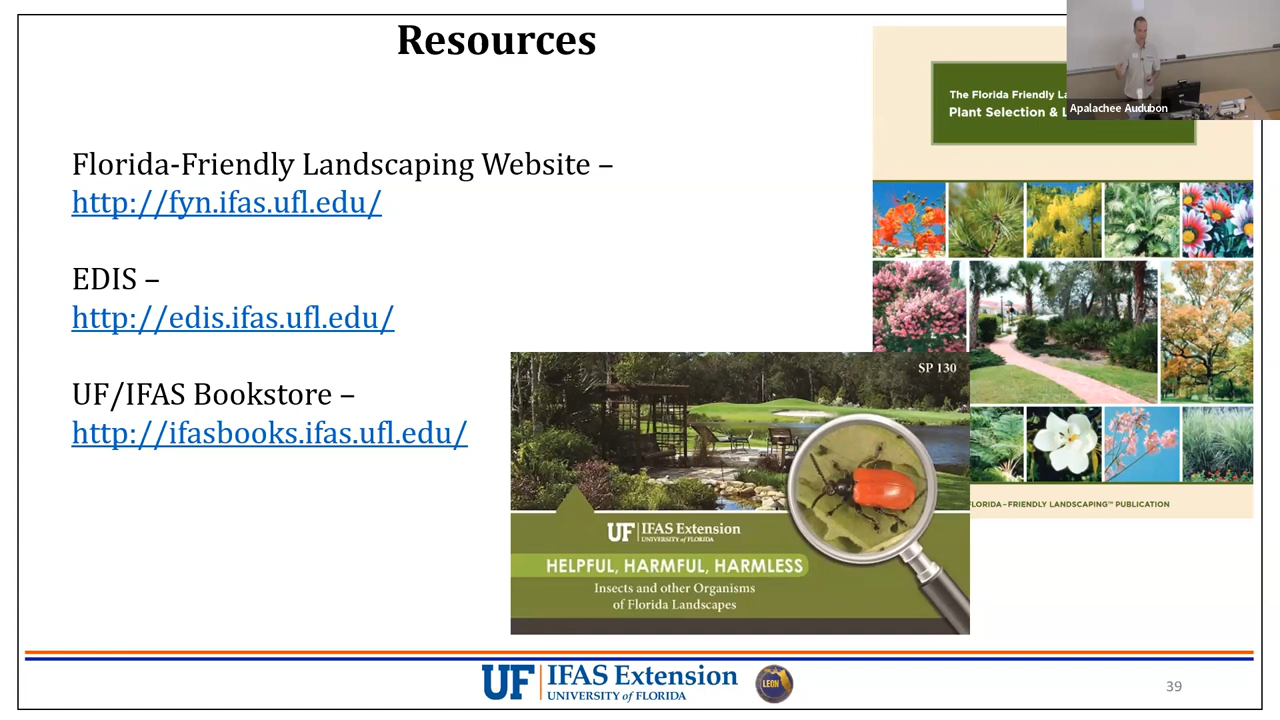 Resources
Florida-Friendly Landscaping Website –
http://fyn.ifas.ufl.edu/
EDIS –
http://edis.ifas.ufl.edu/
UF/IFAS Bookstore –
http://ifasbooks.ifas.ufl.edu/
The Florida Friendly La
Plant Selection & L
Apalachee Audubon
FLORIDA–FRIENDLY LANDSCAPING™ PUBLICATION
SP 130
UF IFAS Extension
UNIVERSITY of FLORIDA
HELPFUL, HARMFUL, HARMLESS
Insects and other Organisms
of Florida Landscapes
UF IFAS Extension
UNIVERSITY of FLORIDA
LEON
39